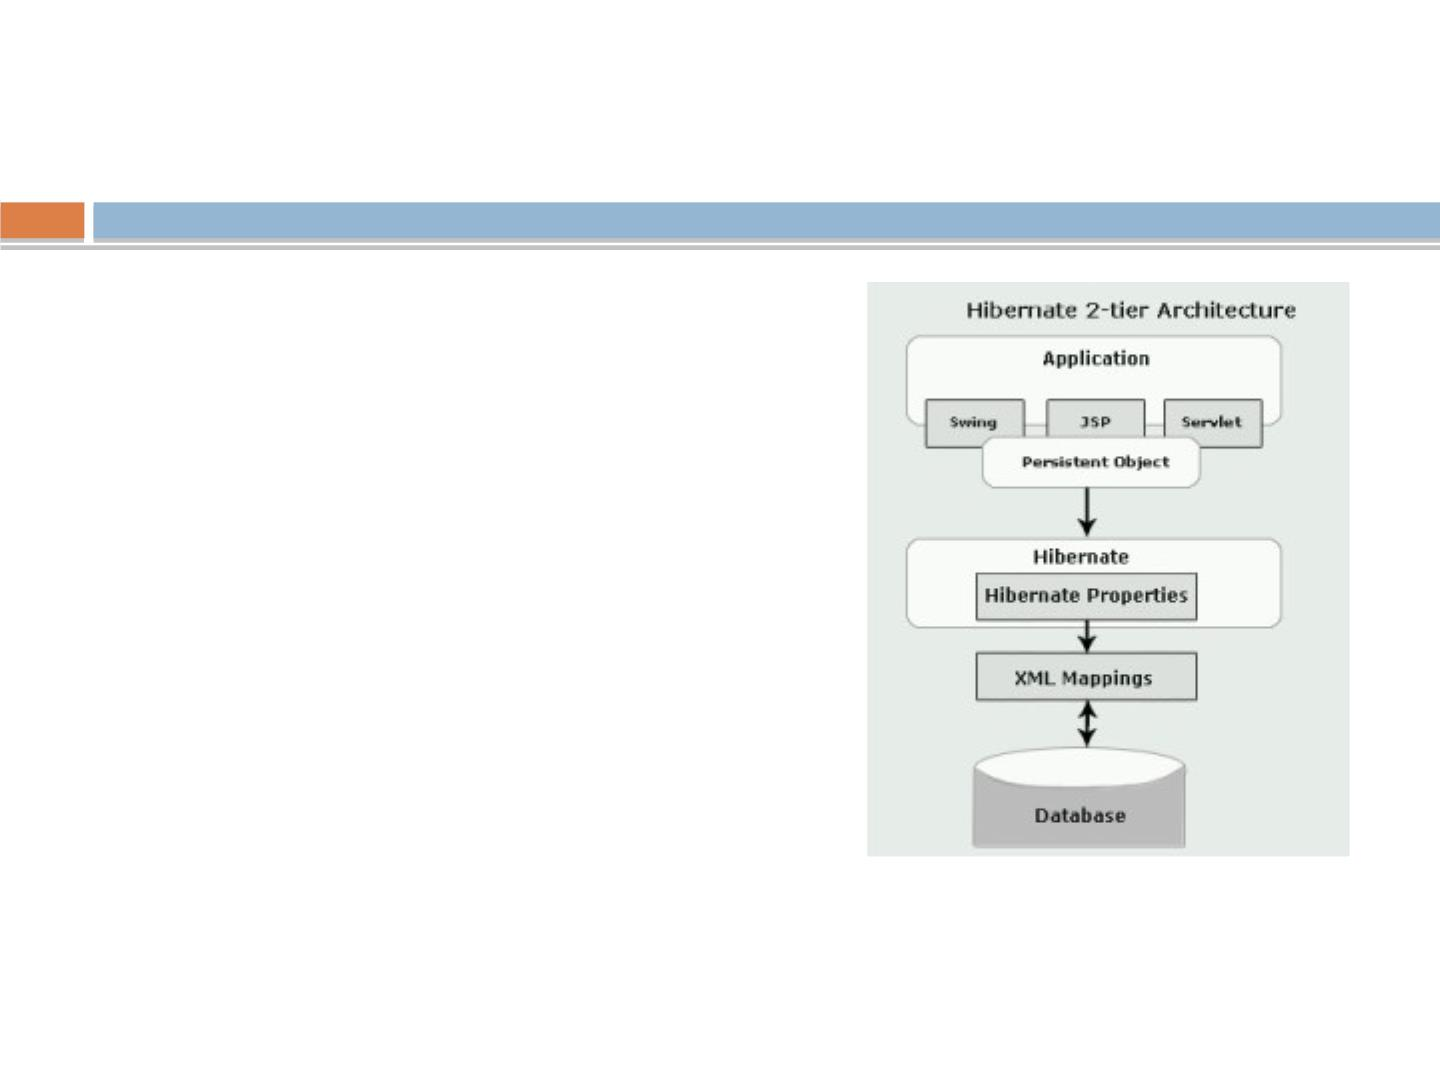 Hibernate 2-tier Architecture
Application
Swing JSP Servlet
Persistent Object
Hibernate
Hibernate Properties
XML Mappings
Database